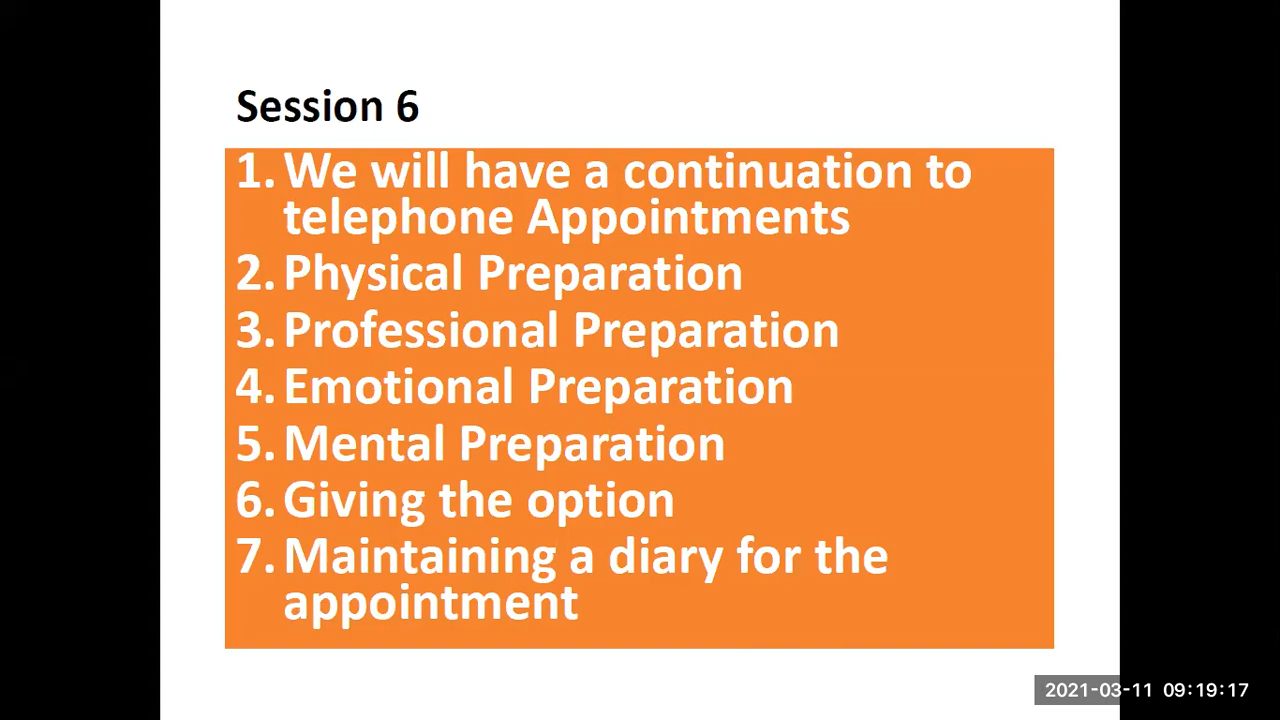 Session 6
1. We will have a continuation to
telephone Appointments
2. Physical Preparation
3. Professional Preparation
4. Emotional Preparation
5. Mental Preparation
6. Giving the option
7. Maintaining a diary for the
appointment
2021-03-11 09:19:17